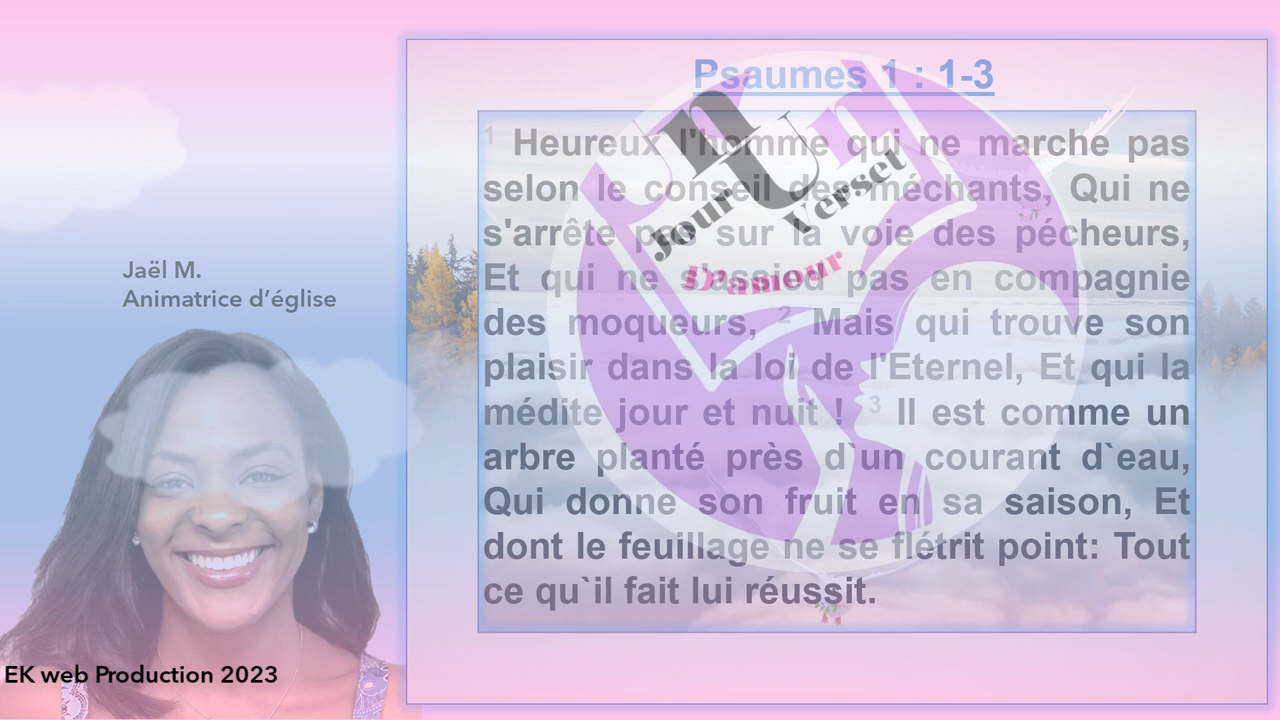 Psaumes 1 : 1-3
Un
Un
Jour
Verset
D'amour
1 Heureux l'homme qui ne marche pas
selon le conseil des méchants, Qui ne
s'arrête pas sur la voie des pécheurs,
Et qui ne s'assied pas en compagnie
des moqueurs, 2 Mais qui trouve son
plaisir dans la loi de l'Eternel, Et qui la
médite jour et nuit ! 3 Il est comme un
arbre planté près d`un courant d`eau,
Qui donne son fruit en sa saison, Et
dont le feuillage ne se flétrit point: Tout
ce qu`il fait lui réussit.
Jaël M.
Animatrice d’église
EK web Production 2023